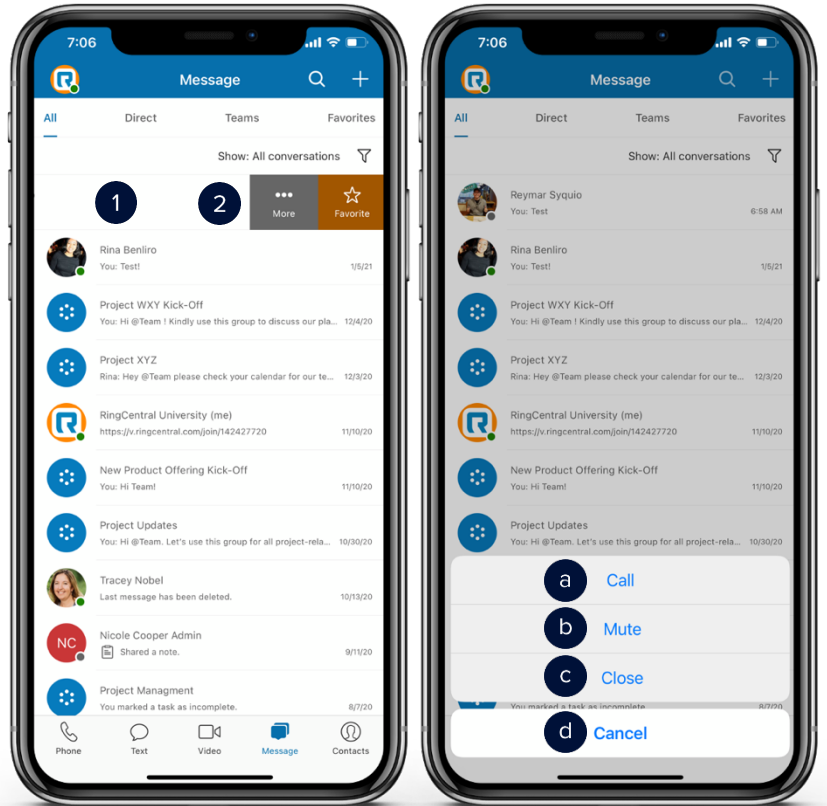 7:06
Message
All Direct Teams Favorites
Show: All conversations
1 2 More Favorite
Rina Benliro
You: Test! 1/5/21
Project WXY Kick-Off
You: Hi @Team ! Kindly use this group to discuss our pla... 12/4/20
Project XYZ
Rina: Hey @Team please check your calendar for our te... 12/3/20
RingCentral University (me)
https://v.ringcentral.com/join/142427720 11/10/20
New Product Offering Kick-Off
You: Hi Team! 11/10/20
Project Updates
You: Hi @Team. Let's use this group for all project-rela... 10/30/20
Tracey Nobel
Last message has been deleted. 10/13/20
NC Nicole Cooper Admin
Shared a note. 9/11/20
Project Managment
You marked a task as incomplete. 8/7/20
Phone Text Video Message Contacts
7:06
Message
All Direct Teams Favorites
Show: All conversations
Reymar Syquio
You: Test 6:58 AM
Rina Benliro
You: Test! 1/5/21
Project WXY Kick-Off
You: Hi @Team ! Kindly use this group to discuss our pla... 12/4/20
Project XYZ
Rina: Hey @Team please check your calendar for our te... 12/3/20
RingCentral University (me)
https://v.ringcentral.com/join/142427720 11/10/20
New Product Offering Kick-Off
You: Hi Team! 11/10/20
Project Updates
You: Hi @Team. Let's use this group for all project-rela... 10/30/20
a Call
b Mute
c Close
You marked a task as incomplete. 8/7/20
d Cancel